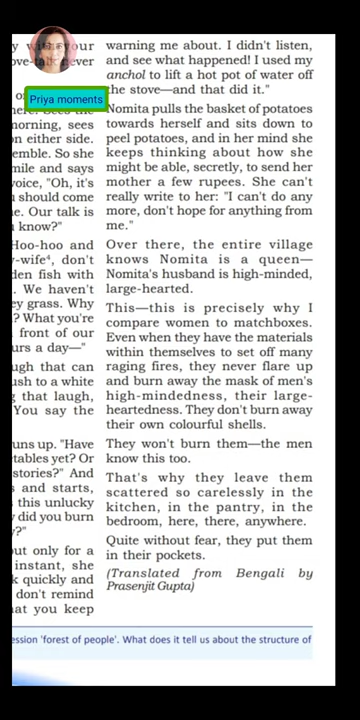 Priya moments
y with your
ove-talk never
morning, sees
n either side.
emble. So she
mile and says
voice, "Oh, it's
should come
e. Our talk is
know?"
Hoo-hoo and
-wife⁴, don't
den fish with
. We haven't
ey grass. Why
? What you're
front of our
urs a day—"
ugh that can
ush to a white
that laugh,
You say the
runs up. "Have
tables yet? Or
stories?" And
s and starts,
this unlucky
did you burn
?"
out only for a
instant, she
k quickly and
don't remind
hat you keep
warning me about. I didn't listen,
and see what happened! I used my
anchol to lift a hot pot of water off
the stove—and that did it."
Nomita pulls the basket of potatoes
towards herself and sits down to
peel potatoes, and in her mind she
keeps thinking about how she
might be able, secretly, to send her
mother a few rupees. She can't
really write to her: "I can't do any
more, don't hope for anything from
me."
Over there, the entire village
knows Nomita is a queen—
Nomita's husband is high-minded,
large-hearted.
This—this is precisely why I
compare women to matchboxes.
Even when they have the materials
within themselves to set off many
raging fires, they never flare up
and burn away the mask of men's
high-mindedness, their large-
heartedness. They don't burn away
their own colourful shells.
They won't burn them—the men
know this too.
That's why they leave them
scattered so carelessly in the
kitchen, in the pantry, in the
bedroom, here, there, anywhere.
Quite without fear, they put them
in their pockets.
(Translated from Bengali by
Prasenjit Gupta)
ession 'forest of people'. What does it tell us about the structure of